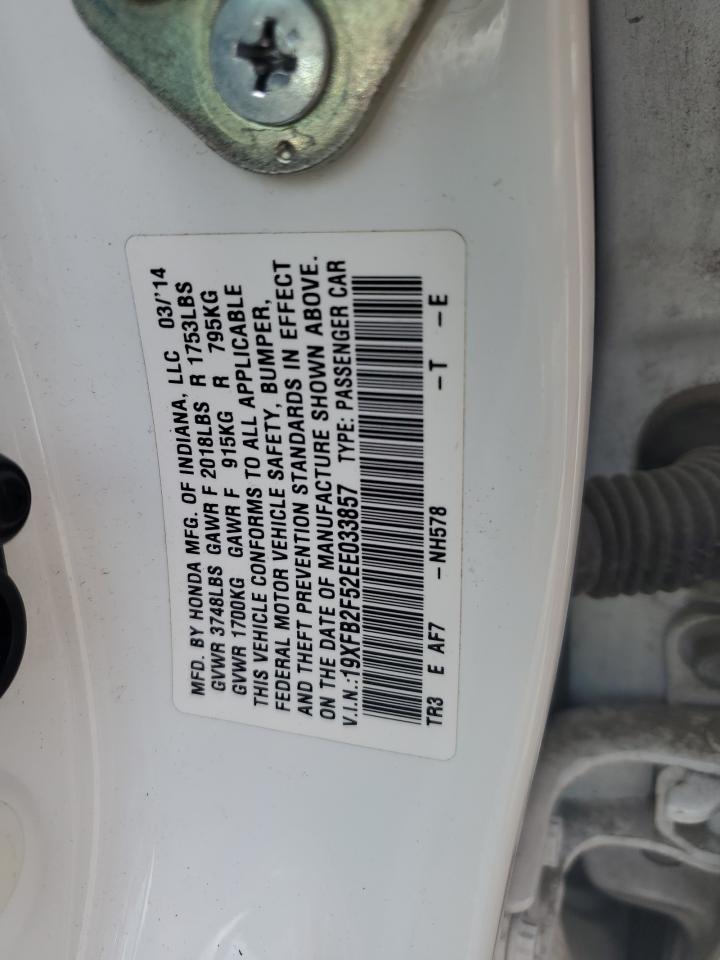 MFD. BY HONDA MFG. OF INDIANA, LLC 03/'14
GVWR 3748LBS GAWR F 2018LBS R 1753LBS
GVWR 1700KG GAWR F 915KG R 795KG
THIS VEHICLE CONFORMS TO ALL APPLICABLE
FEDERAL MOTOR VEHICLE SAFETY, BUMPER,
AND THEFT PREVENTION STANDARDS IN EFFECT
ON THE DATE OF MANUFACTURE SHOWN ABOVE.
V.I.N.:19XFB2F52EE033857 TYPE: PASSENGER CAR
TR3 E AF7 -NH578 -T -E